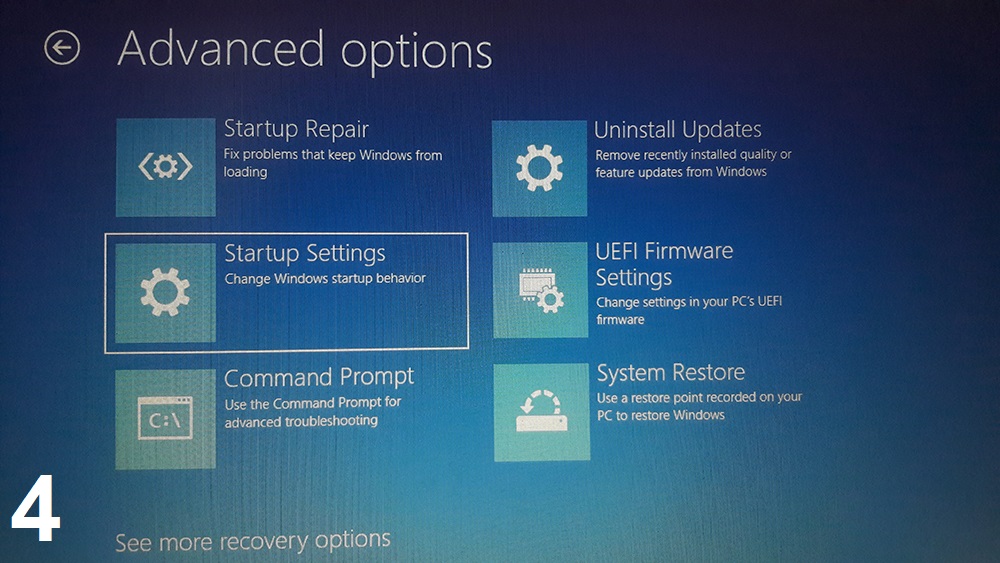 Advanced options
Startup Repair
Fix problems that keep Windows from
loading
Startup Settings
Change Windows startup behavior
C:\
Command Prompt
Use the Command Prompt for
advanced troubleshooting
Uninstall Updates
Remove recently installed quality or
feature updates from Windows
UEFI Firmware
Settings
Change settings in your PC's UEFI
firmware
System Restore
Use a restore point recorded on your
PC to restore Windows
See more recovery options
4